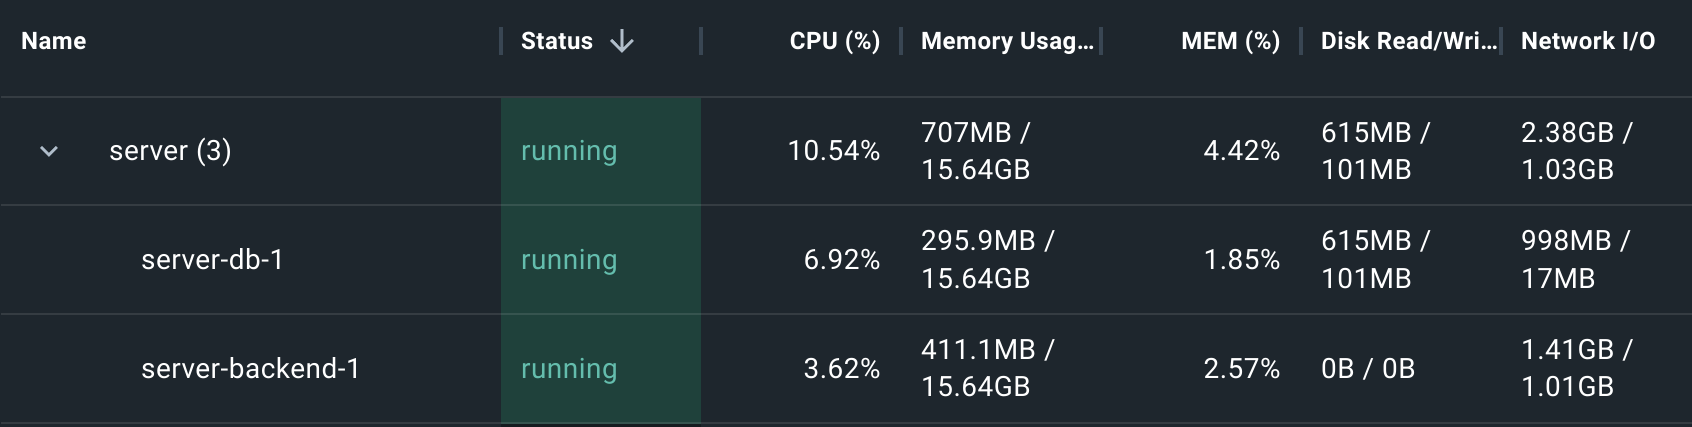 Name Status CPU (%) Memory Usag... MEM (%) Disk Read/Wri... Network I/O
server (3) running 10.54% 707MB / 15.64GB 4.42% 615MB / 101MB 2.38GB / 1.03GB
server-db-1 running 6.92% 295.9MB / 15.64GB 1.85% 615MB / 101MB 998MB / 17MB
server-backend-1 running 3.62% 411.1MB / 15.64GB 2.57% 0B / 0B 1.41GB / 1.01GB